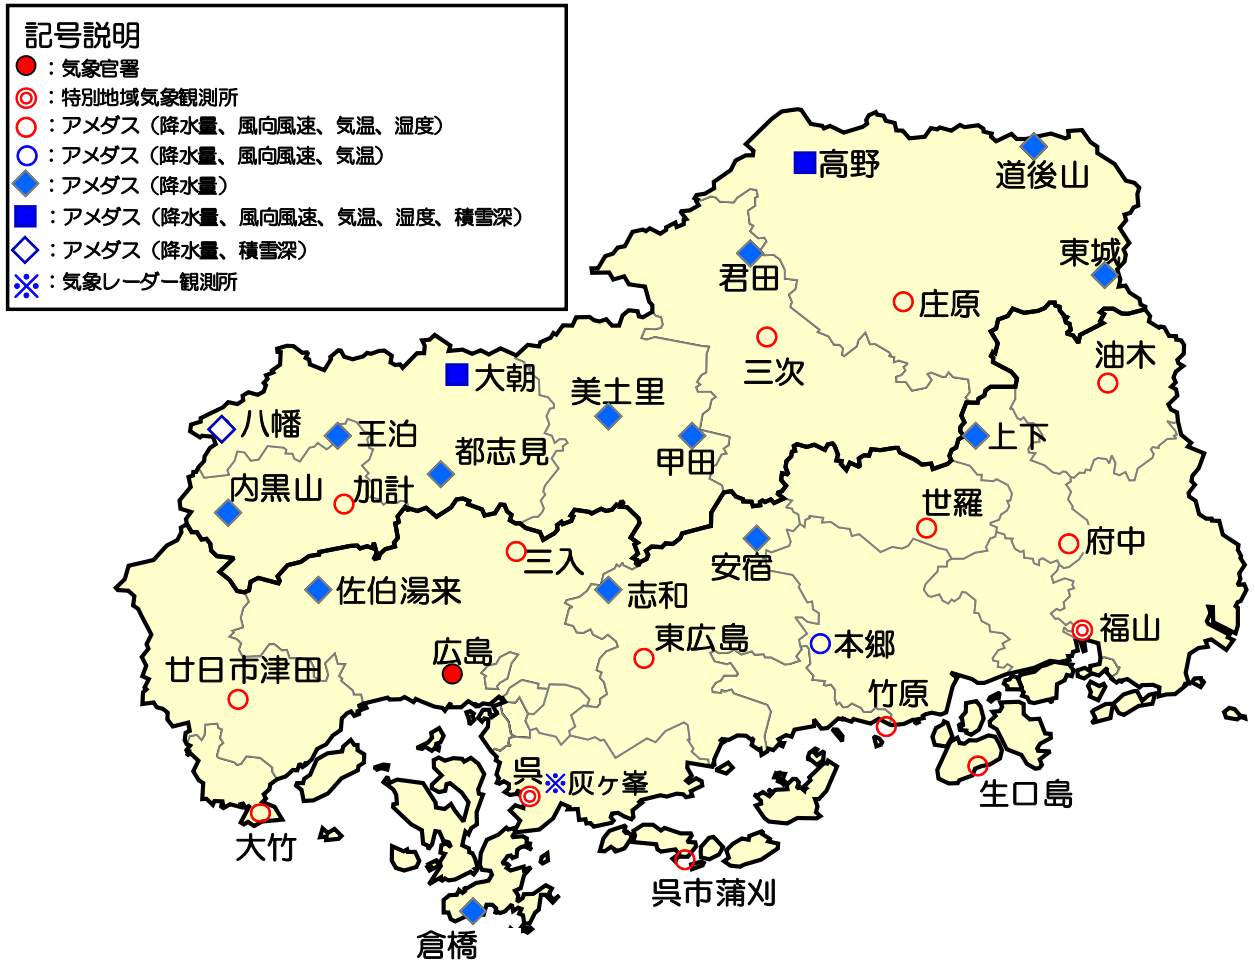 記号説明
：気象官署
：特別地域気象観測所
：アメダス（降水量、風向風速、気温、湿度）
：アメダス（降水量、風向風速、気温）
：アメダス（降水量）
：アメダス（降水量、風向風速、気温、湿度、積雪深）
：アメダス（降水量、積雪深）
※：気象レーダー観測所
高野
道後山
東城
君田
庄原
三次
油木
大朝
美土里
八幡
王泊
都志見
甲田
上下
内黒山
加計
世羅
府中
三入
安宿
佐伯湯来
志和
福山
広島
東広島
本郷
廿日市津田
竹原
呉
※灰ヶ峯
生口島
大竹
呉市蒲刈
倉橋